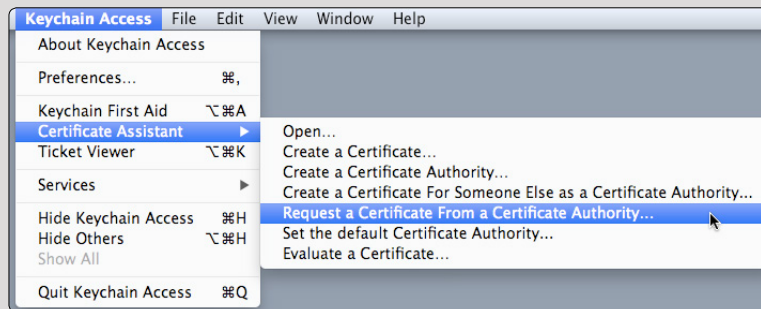 Keychain Access File Edit View Window Help
About Keychain Access
Preferences... ⌘,
Keychain First Aid ⌥⌘A
Certificate Assistant ▶
Ticket Viewer ⌥⌘K
Services ▶
Hide Keychain Access ⌘H
Hide Others ⌥⌘H
Show All
Quit Keychain Access ⌘Q
Open...
Create a Certificate...
Create a Certificate Authority...
Create a Certificate For Someone Else as a Certificate Authority...
Request a Certificate From a Certificate Authority...
Set the default Certificate Authority...
Evaluate a Certificate...